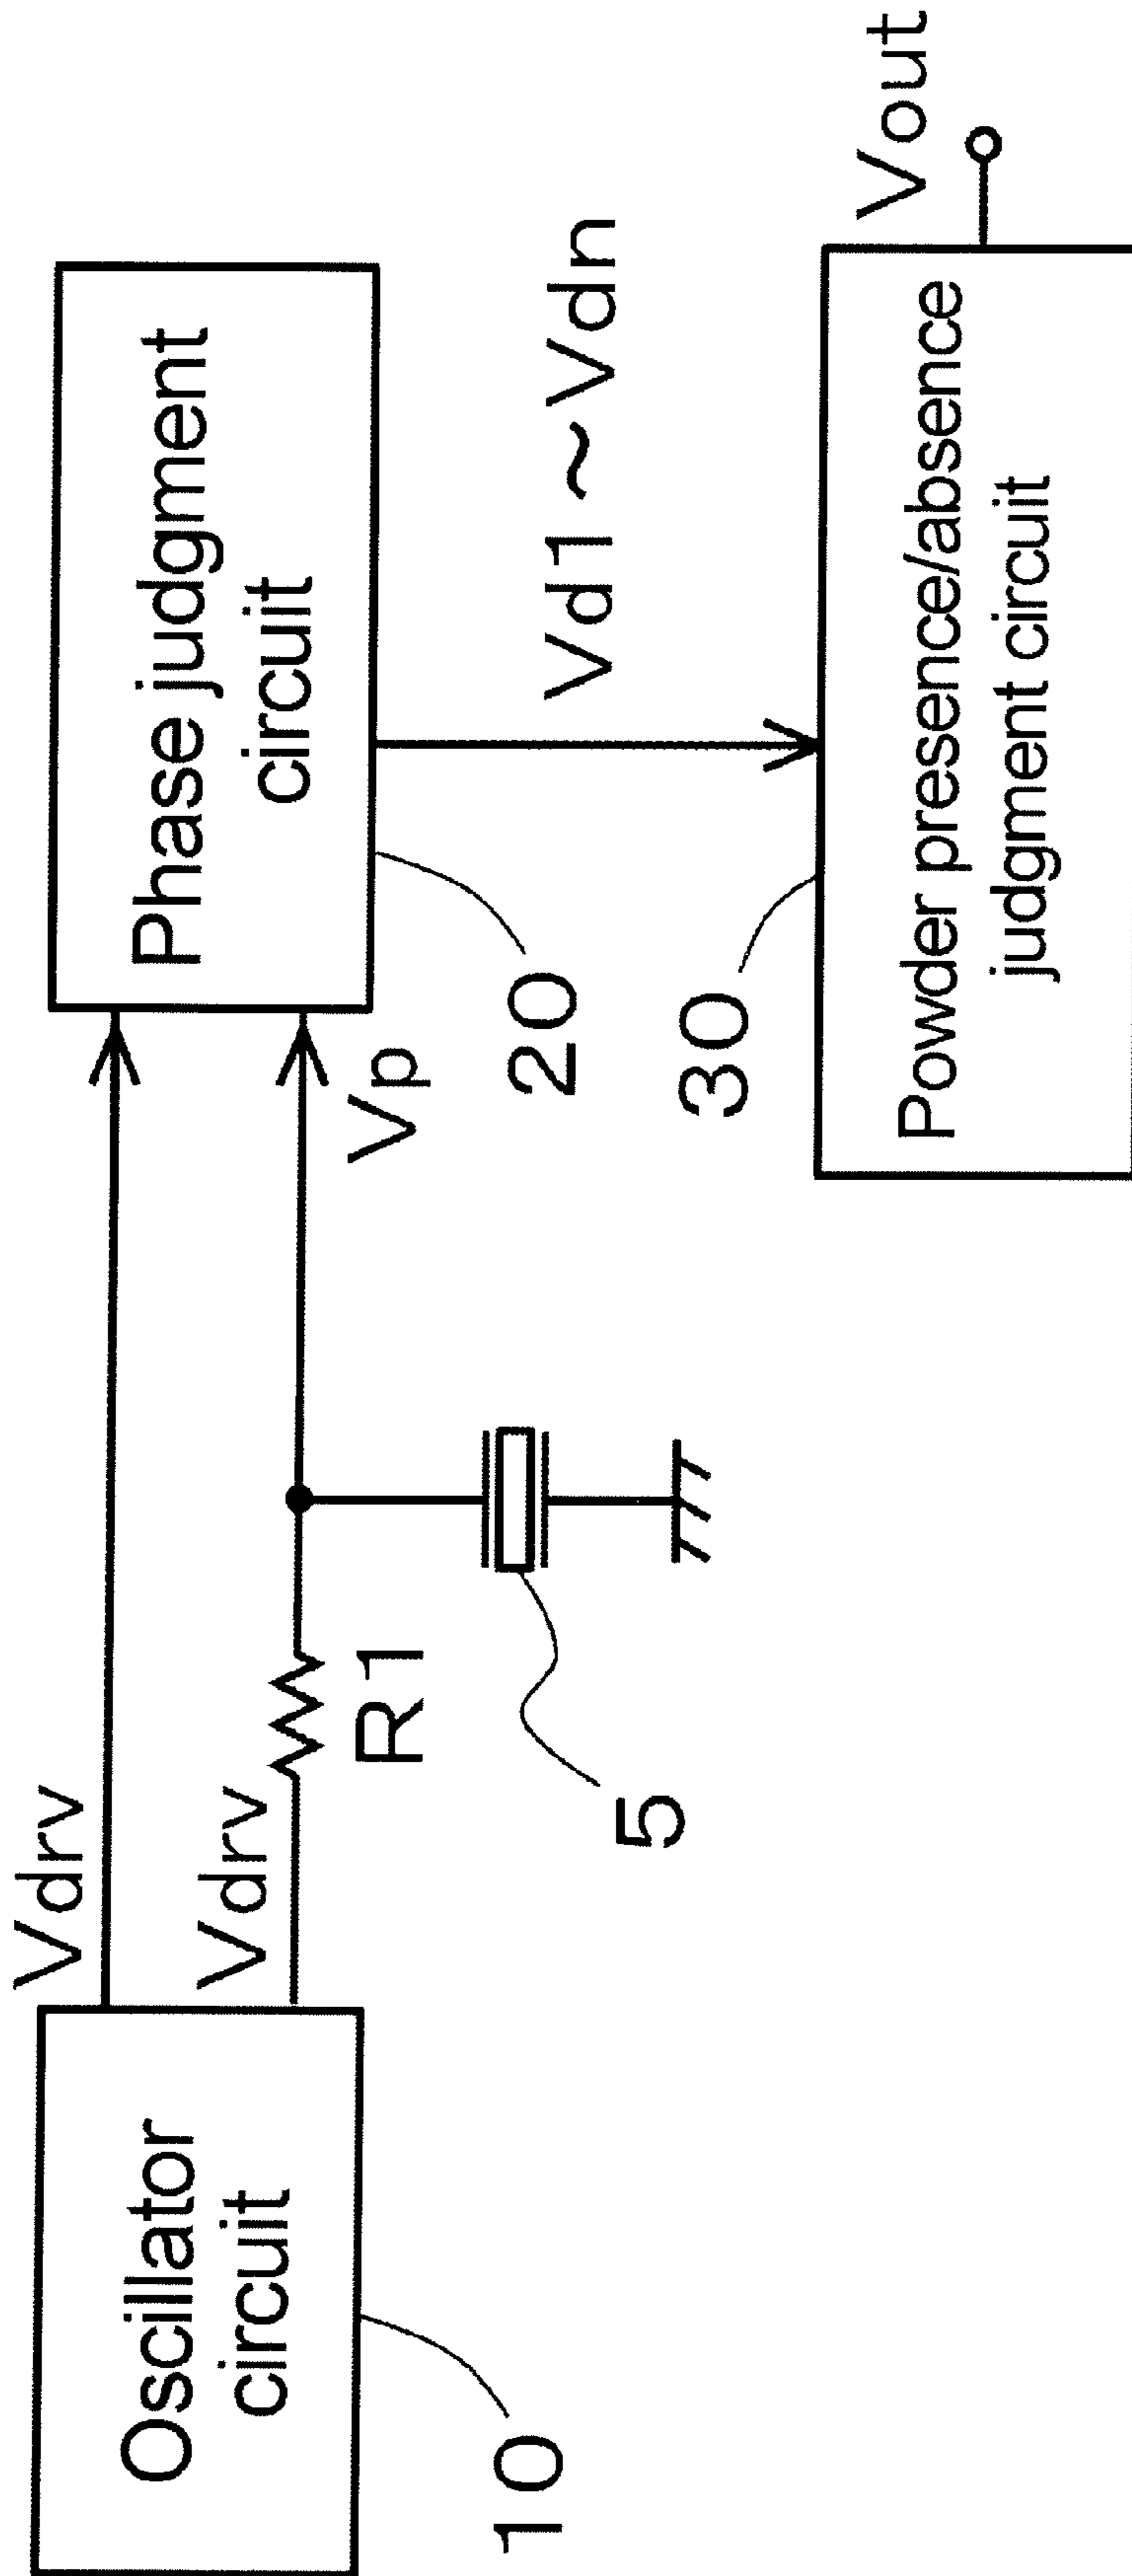 Vdrv
Oscillator
circuit
Vdrv
R1
Vp
Phase judgment
circuit
10
5
20
Vd1~Vdn
30
Powder presence/absence
judgment circuit
Vout